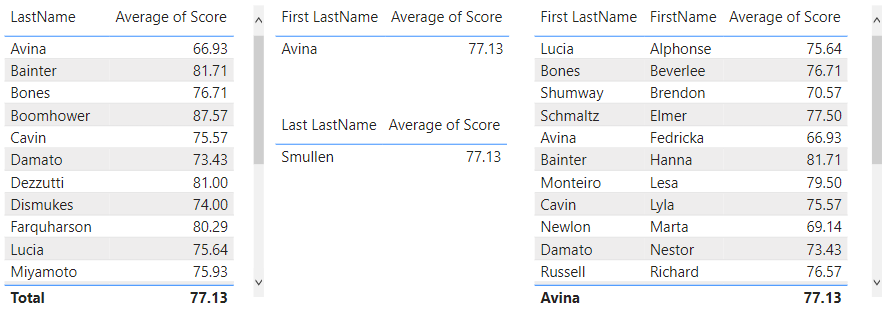 LastName Average of Score
Avina 66.93
Bainter 81.71
Bones 76.71
Boomhower 87.57
Cavin 75.57
Damato 73.43
Dezzutti 81.00
Dismukes 74.00
Farquharson 80.29
Lucia 75.64
Miyamoto 75.93
Total 77.13
First LastName Average of Score
Avina 77.13
Last LastName Average of Score
Smullen 77.13
First LastName FirstName Average of Score
Lucia Alphonse 75.64
Bones Beverlee 76.71
Shumway Brendon 70.57
Schmaltz Elmer 77.50
Avina Fedricka 66.93
Bainter Hanna 81.71
Monteiro Lesa 79.50
Cavin Lyla 75.57
Newlon Marta 69.14
Damato Nestor 73.43
Russell Richard 76.57
Avina 77.13